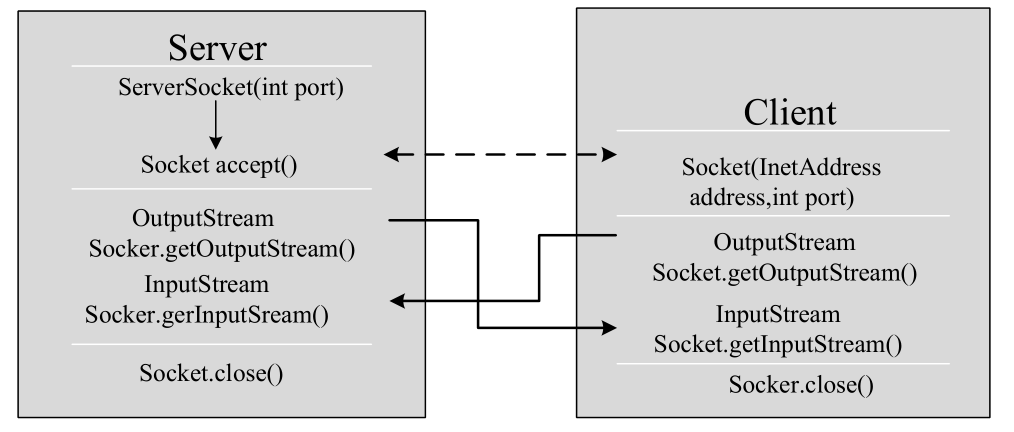 Server
ServerSocket(int port)
Socket accept()
OutputStream
Socker.getOutputStream()
InputStream
Socker.gerInputSream()
Socket.close()
Client
Socket(InetAddress
address,int port)
OutputStream
Socket.getOutputStream()
InputStream
Socket.getInputStream()
Socker.close()